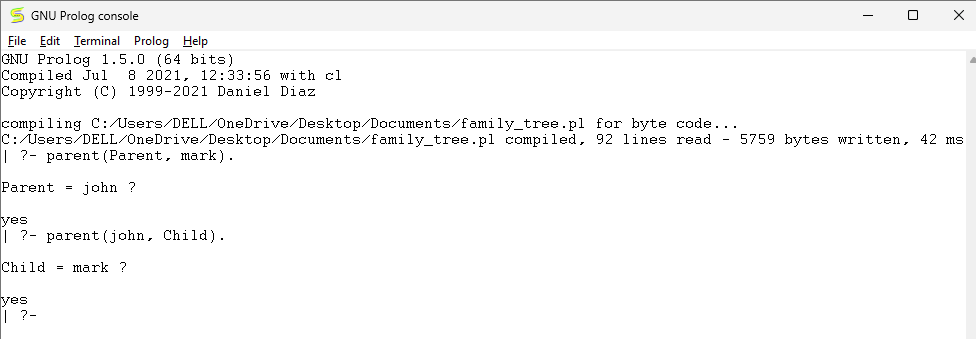 GNU Prolog console
File Edit Terminal Prolog Help
GNU Prolog 1.5.0 (64 bits)
Compiled Jul  8 2021, 12:33:56 with cl
Copyright (C) 1999-2021 Daniel Diaz
compiling C:/Users/DELL/OneDrive/Desktop/Documents/family_tree.pl for byte code...
C:/Users/DELL/OneDrive/Desktop/Documents/family_tree.pl compiled, 92 lines read - 5759 bytes written, 42 ms
| ?- parent(Parent, mark).
Parent = john ?
yes
| ?- parent(john, Child).
Child = mark ?
yes
| ?-